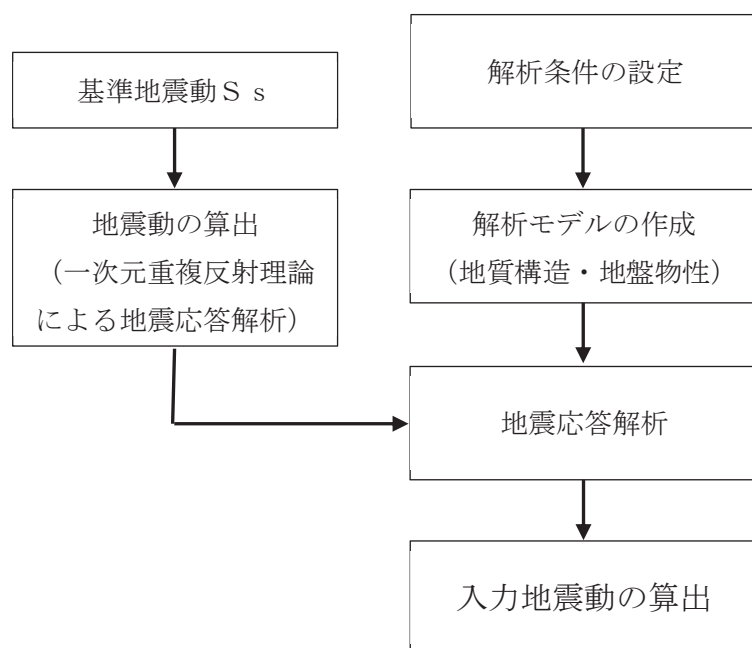 基準地震動Ｓｓ
地震動の算出
（一次元重複反射理論
による地震応答解析）
解析条件の設定
解析モデルの作成
（地質構造・地盤物性）
地震応答解析
入力地震動の算出